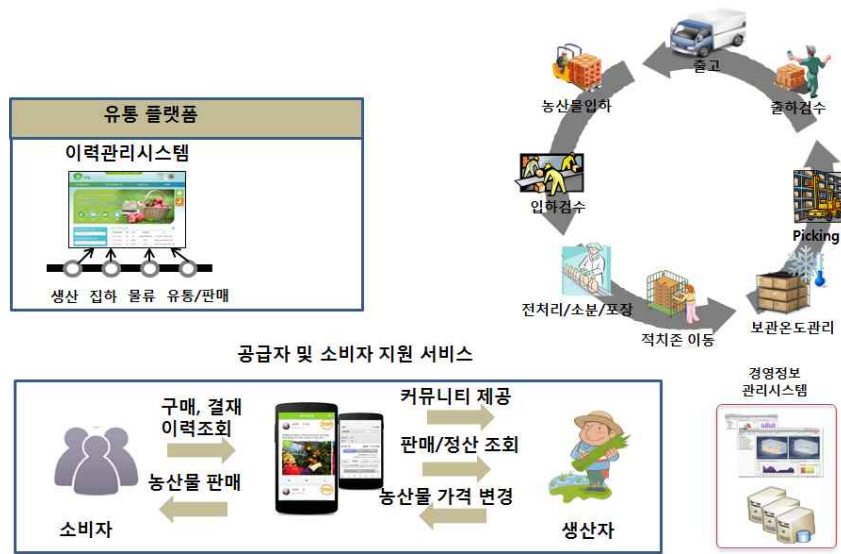 유통 플랫폼
이력관리시스템
생산 집하 물류 유통/판매
출고
농산물입하
출하검수
입하검수
Picking
전처리/소분/포장
적치존 이동
보관온도관리
공급자 및 소비자 지원 서비스
구매, 결재
이력조회
농산물 판매
소비자
커뮤니티 제공
판매/정산 조회
농산물 가격 변경
생산자
경영정보
관리시스템